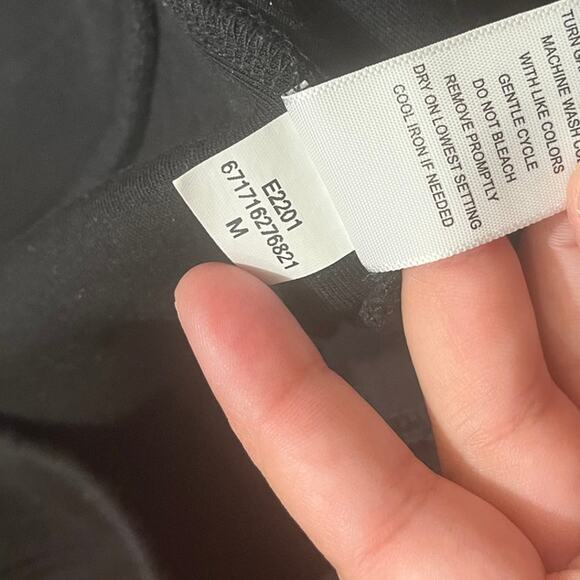 E2201
671716276821
M
TURN
MACHINE WASH
WITH LIKE COLORS
GENTLE CYCLE
DO NOT BLEACH
REMOVE PROMPTLY
DRY ON LOWEST SETTING
COOL IRON IF NEEDED